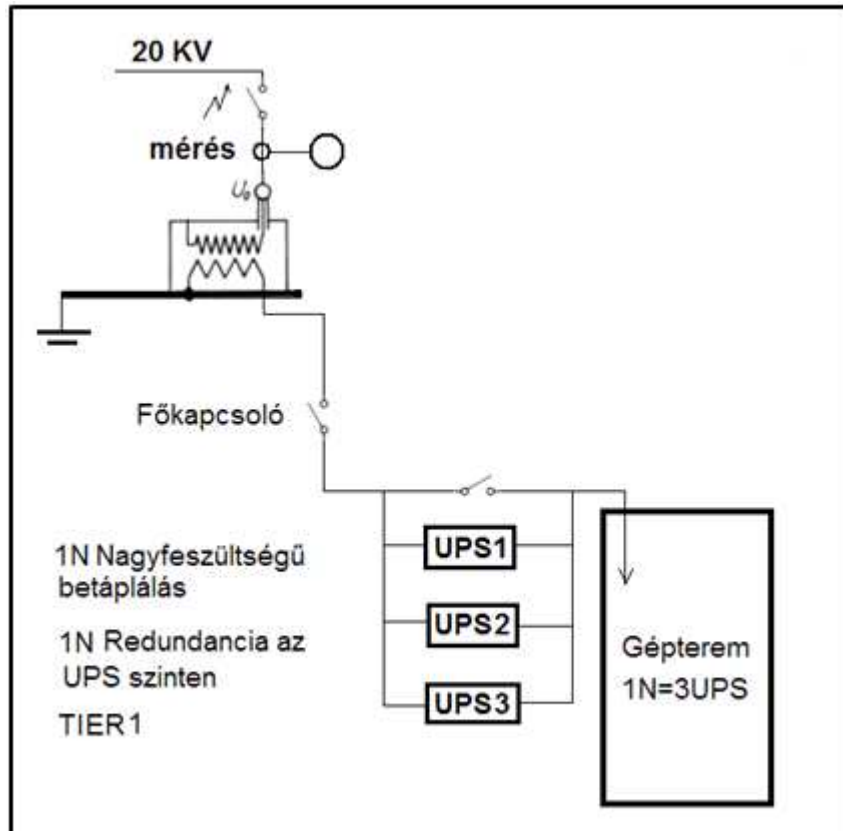 20 KV
mérés
U₀
Főkapcsoló
UPS1
UPS2
UPS3
1N Nagyfeszültségű
betáplálás
1N Redundancia az
UPS szinten
TIER1
Gépterem
1N=3UPS